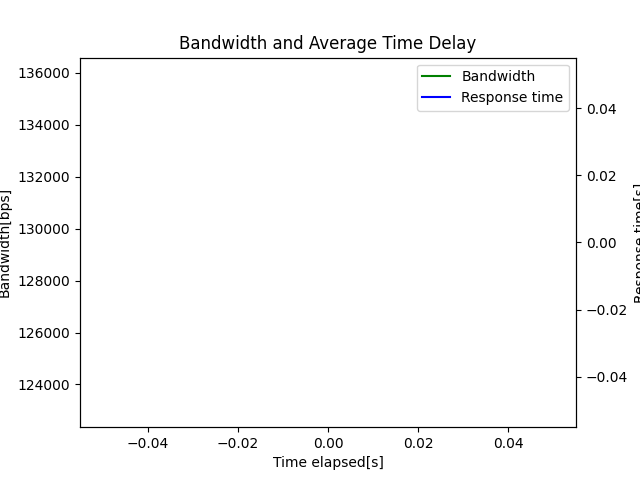 Bandwidth and Average Time Delay
Bandwidth
Response time
136000
134000
132000
130000
128000
126000
124000
Bandwidth[bps]
0.04
0.02
0.00
−0.02
−0.04
Response time[s]
−0.04
−0.02
0.00
0.02
0.04
Time elapsed[s]